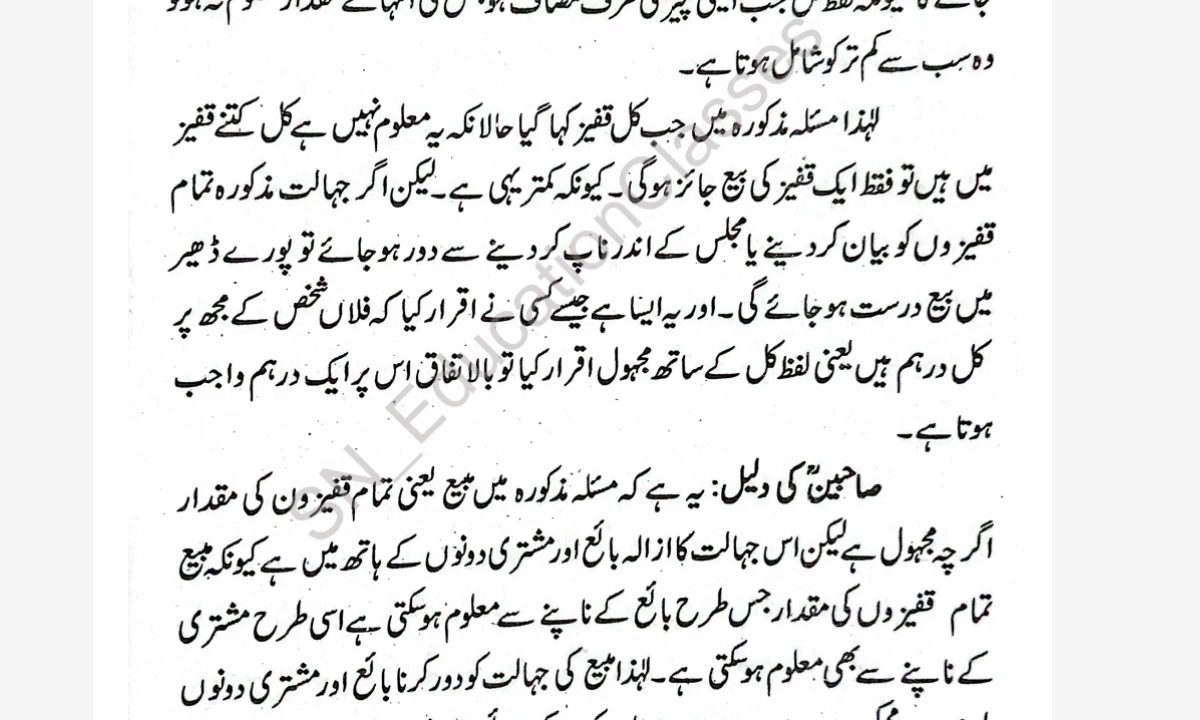 وہ سب سے کم تر کو شامل ہوتا ہے۔
لہٰذا مسئلہ مذکورہ میں جب کل قفیز کہا گیا حالانکہ یہ معلوم نہیں ہے کل کتنے قفیز
میں ہیں تو فقط ایک قفیز کی بیع جائز ہوگی۔ کیونکہ کمتر یہی ہے۔ لیکن اگر جہالت مذکورہ تمام
قفیزوں کو بیان کر دینے یا مجلس کے اندر ناپ کر دینے سے دور ہو جائے تو پورے ڈھیر
میں بیع درست ہو جائے گی۔ اور یہ ایسا ہے جیسے کسی نے اقرار کیا کہ فلاں شخص کے مجھ پر
کل درہم ہیں یعنی لفظ کل کے ساتھ مجہول اقرار کیا تو بالاتفاق اس پر ایک درہم واجب
ہوتا ہے۔
صاحبینؒ کی دلیل: یہ ہے کہ مسئلہ مذکورہ میں مبیع یعنی تمام قفیزون کی مقدار
اگرچہ مجہول ہے لیکن اس جہالت کا ازالہ بائع اور مشتری دونوں کے ہاتھ میں ہے کیونکہ مبیع
تمام قفیزوں کی مقدار جس طرح بائع کے ناپنے سے معلوم ہوسکتی ہے اسی طرح مشتری
کے ناپنے سے بھی معلوم ہوسکتی ہے۔ لہٰذا مبیع کی جہالت کو دور کرنا بائع اور مشتری دونوں
SN_EducationClasses